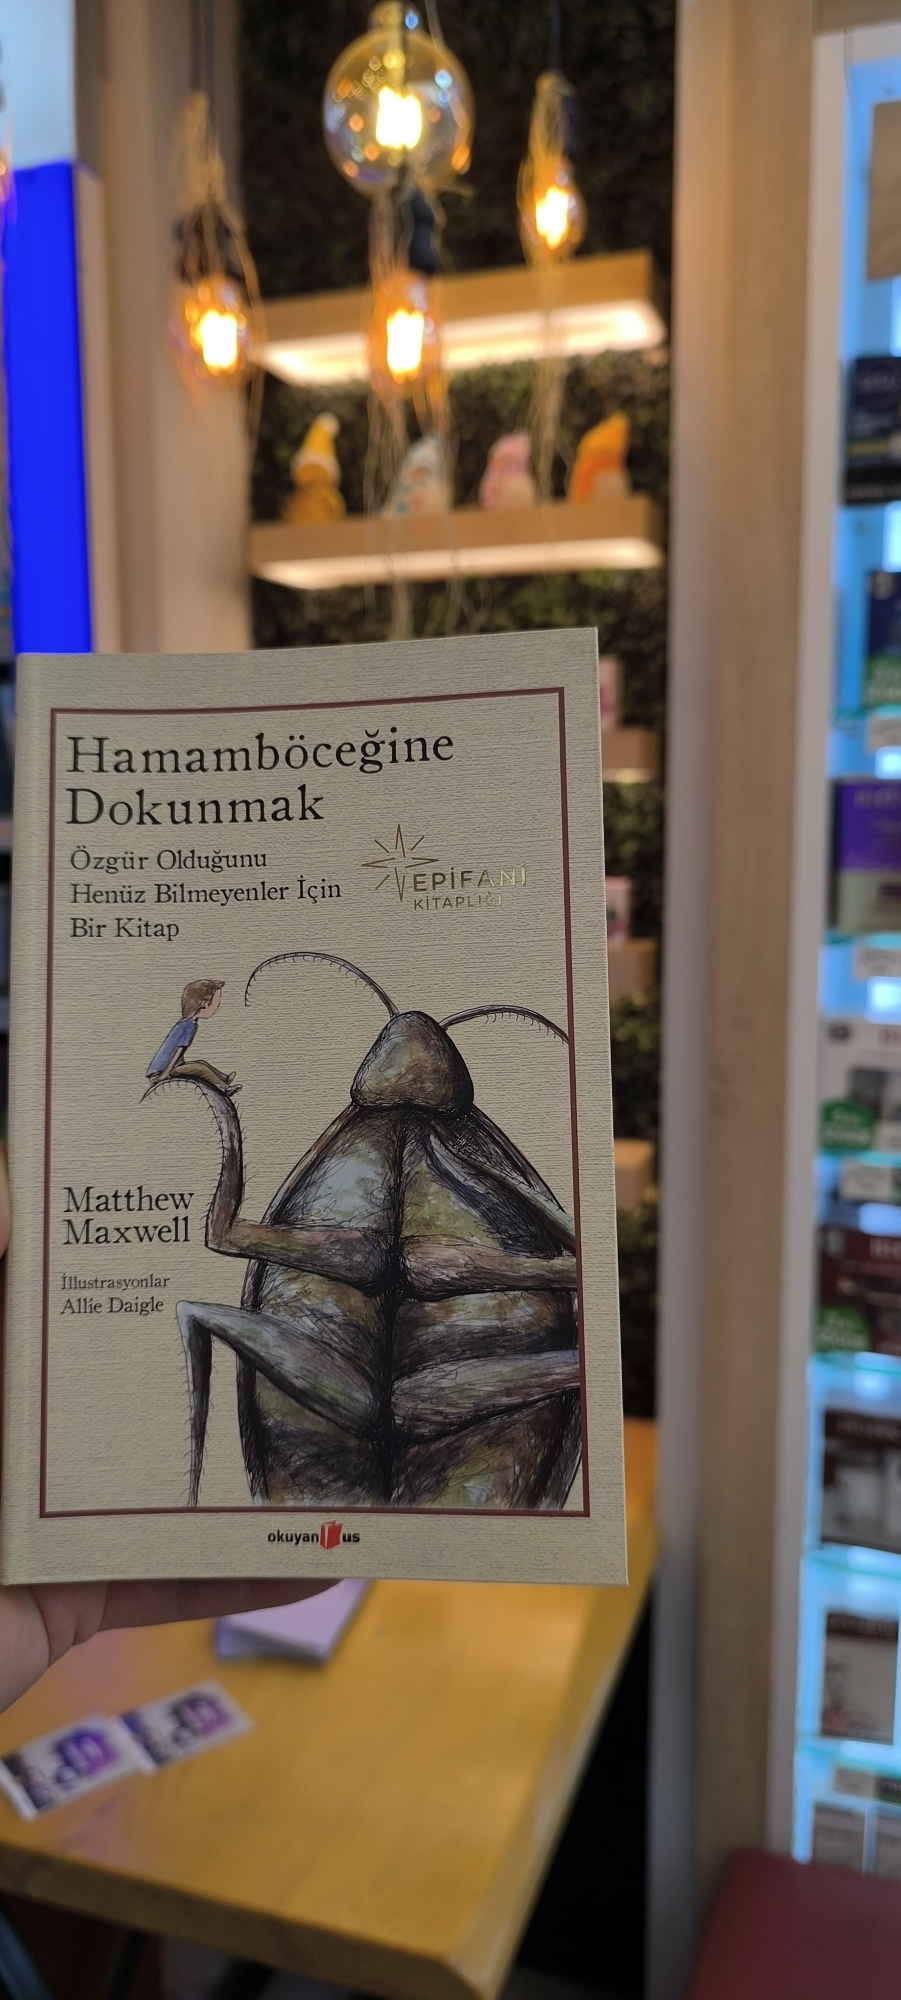 Hamamböceğine
Dokunmak
Özgür Olduğunu
Henüz Bilmeyenler İçin
Bir Kitap
EPİFANİ
KİTAPLIĞI
Matthew
Maxwell
İllustrasyonlar
Allie Daigle
okuyan us